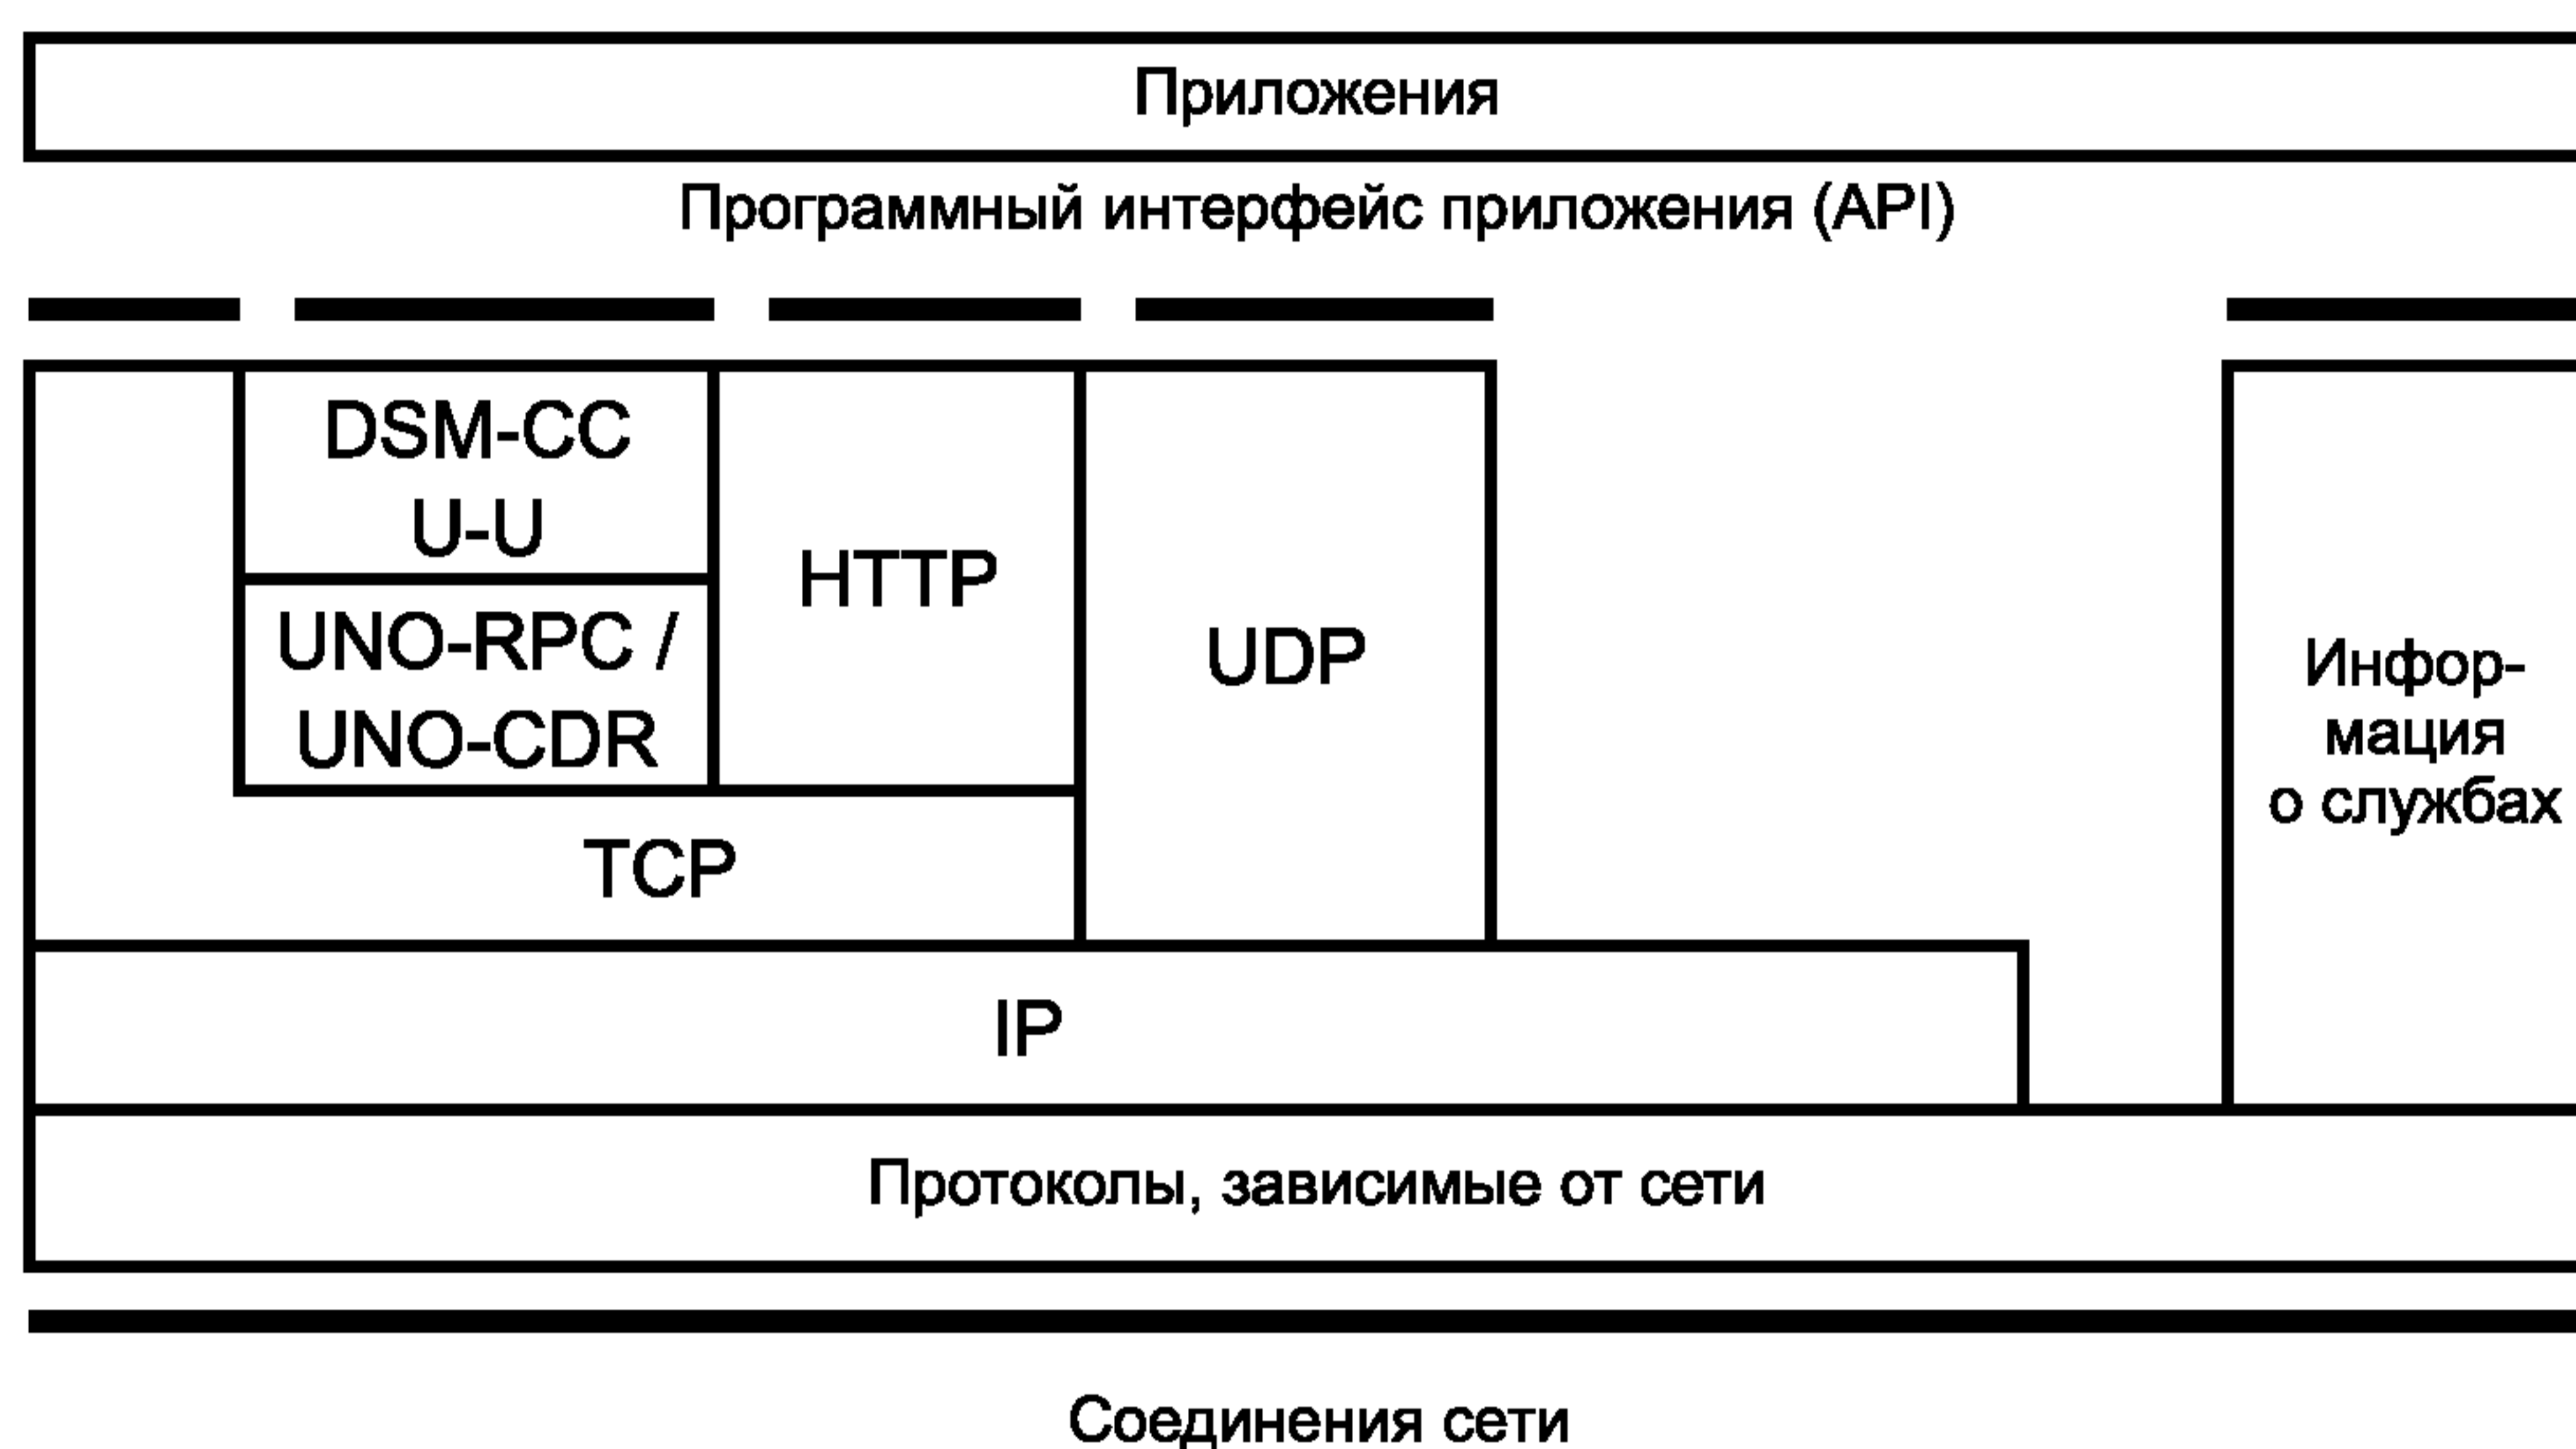 Приложения
Программный интерфейс приложения (API)
DSM-CC
U-U
UNO-RPC /
UNO-CDR
HTTP
UDP
TCP
IP
Инфор-
мация
о службах
Протоколы, зависимые от сети
Соединения сети